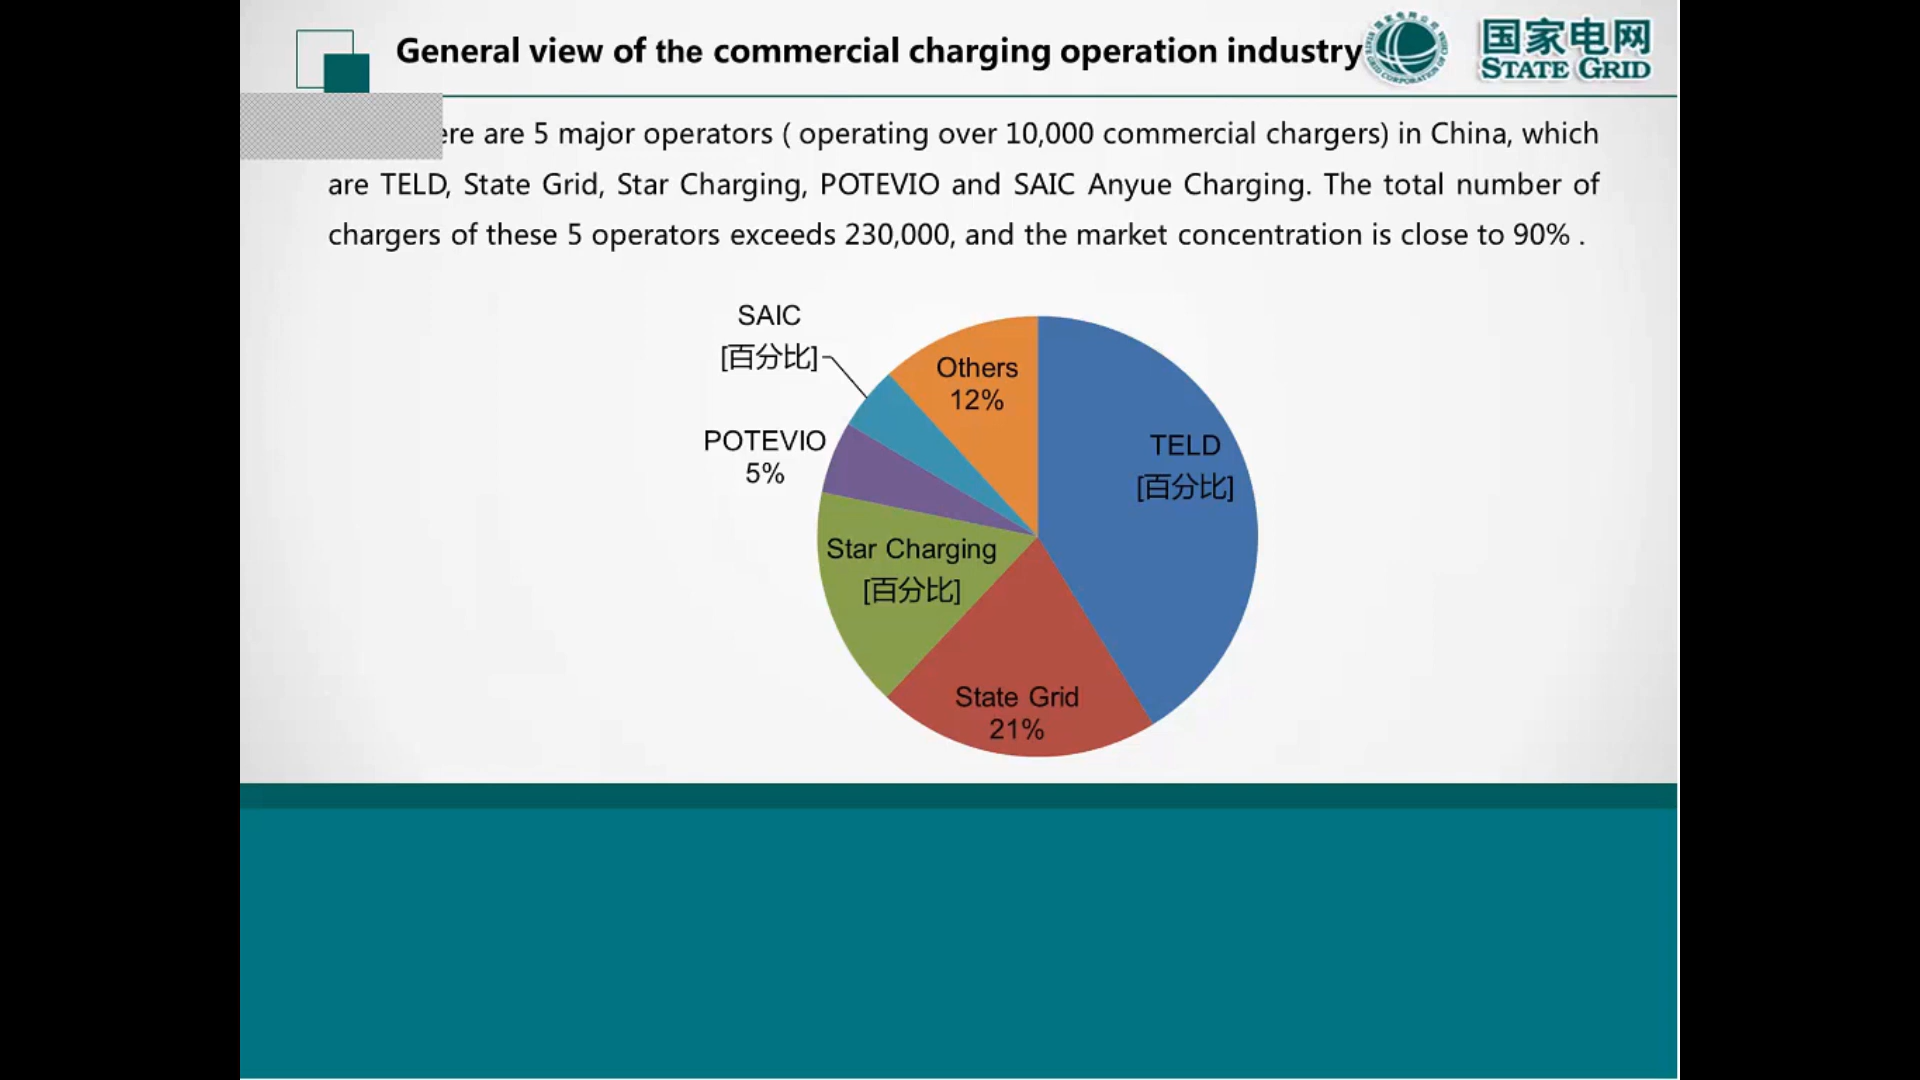 General view of the commercial charging operation industry
国家电网
STATE GRID
ere are 5 major operators ( operating over 10,000 commercial chargers) in China, which
are TELD, State Grid, Star Charging, POTEVIO and SAIC Anyue Charging. The total number of
chargers of these 5 operators exceeds 230,000, and the market concentration is close to 90% .
SAIC
[百分比]
Others
12%
POTEVIO
5%
TELD
[百分比]
Star Charging
[百分比]
State Grid
21%